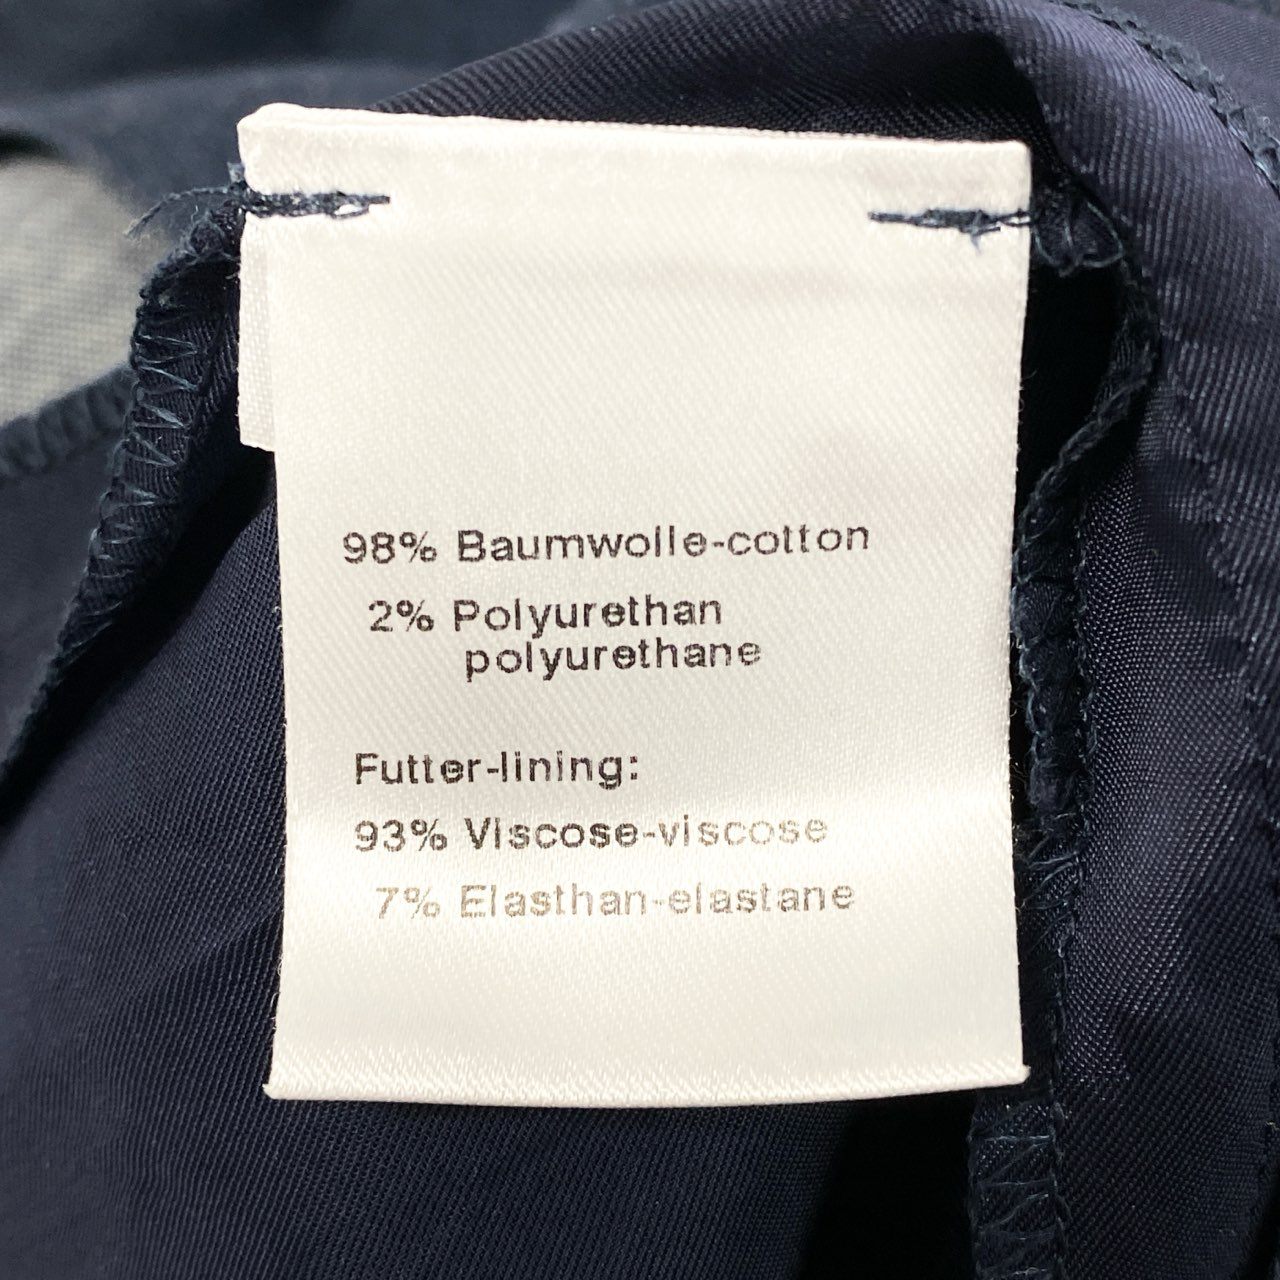 98% Baumwolle-cotton
2% Polyurethan
polyurethane
Futter-lining:
93% Viscose-viscose
7% Elasthan-elastane